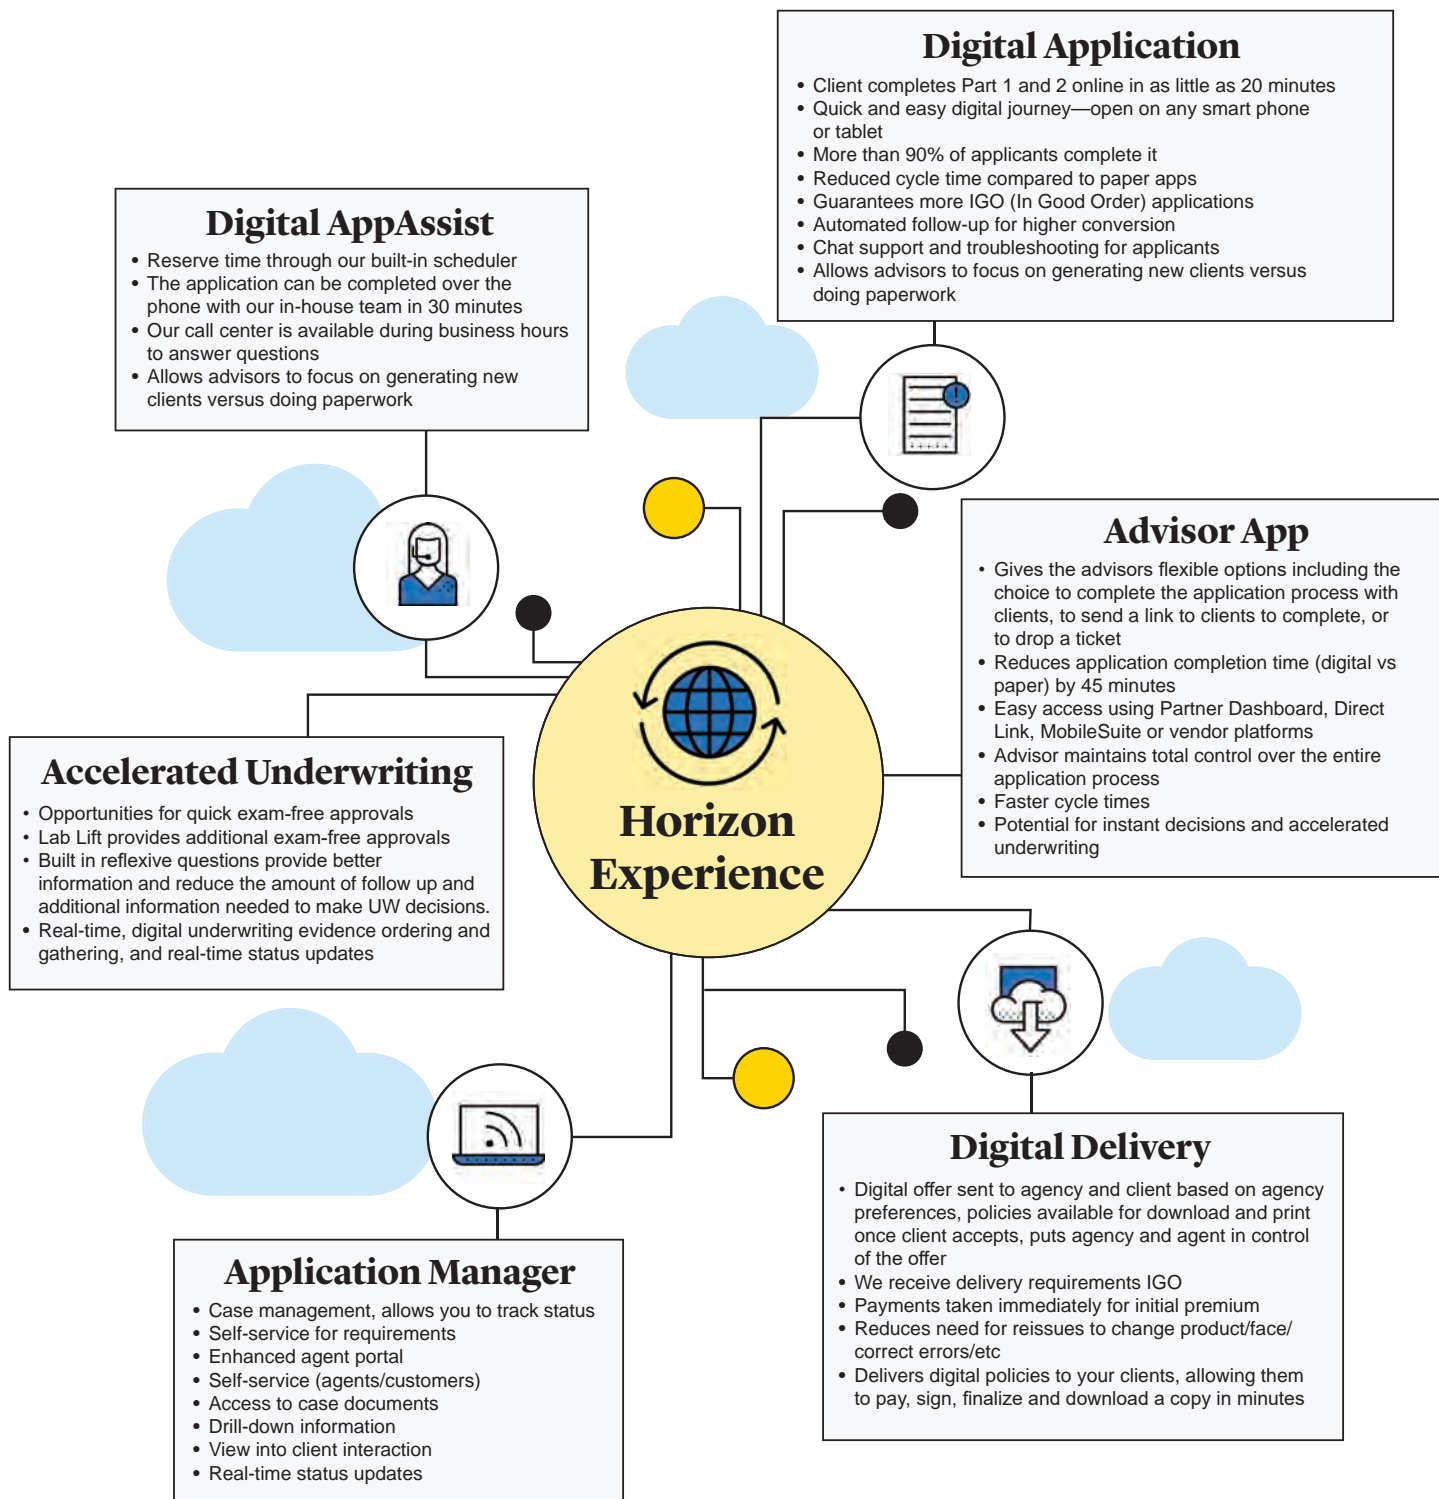 Digital Application
• Client completes Part 1 and 2 online in as little as 20 minutes
• Quick and easy digital journey—open on any smart phone
or tablet
• More than 90% of applicants complete it
• Reduced cycle time compared to paper apps
• Guarantees more IGO (In Good Order) applications
• Automated follow-up for higher conversion
• Chat support and troubleshooting for applicants
• Allows advisors to focus on generating new clients versus
doing paperwork
Digital AppAssist
• Reserve time through our built-in scheduler
• The application can be completed over the
phone with our in-house team in 30 minutes
• Our call center is available during business hours
to answer questions
• Allows advisors to focus on generating new
clients versus doing paperwork
Advisor App
• Gives the advisors flexible options including the
choice to complete the application process with
clients, to send a link to clients to complete, or
to drop a ticket
• Reduces application completion time (digital vs
paper) by 45 minutes
• Easy access using Partner Dashboard, Direct
Link, MobileSuite or vendor platforms
• Advisor maintains total control over the entire
application process
• Faster cycle times
• Potential for instant decisions and accelerated
underwriting
Horizon
Experience
Accelerated Underwriting
• Opportunities for quick exam-free approvals
• Lab Lift provides additional exam-free approvals
• Built in reflexive questions provide better
information and reduce the amount of follow up and
additional information needed to make UW decisions.
• Real-time, digital underwriting evidence ordering and
gathering, and real-time status updates
Digital Delivery
• Digital offer sent to agency and client based on agency
preferences, policies available for download and print
once client accepts, puts agency and agent in control
of the offer
• We receive delivery requirements IGO
• Payments taken immediately for initial premium
• Reduces need for reissues to change product/face/
correct errors/etc
• Delivers digital policies to your clients, allowing them
to pay, sign, finalize and download a copy in minutes
Application Manager
• Case management, allows you to track status
• Self-service for requirements
• Enhanced agent portal
• Self-service (agents/customers)
• Access to case documents
• Drill-down information
• View into client interaction
• Real-time status updates